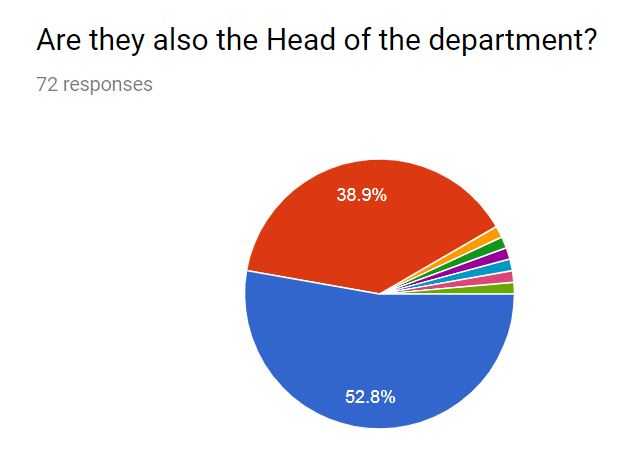 Are they also the Head of the department?
72 responses
38.9%
52.8%